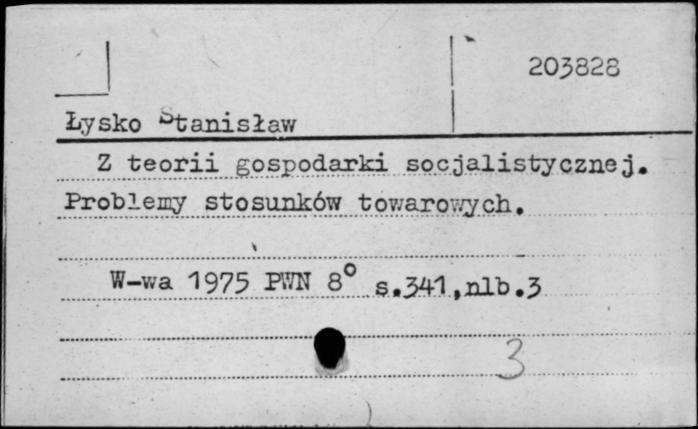 203828
Łysko Stanisław
Z teorii gospodarki socjalistycznej.
Problemy stosunków towarowych.
W-wa 1975 PWN 8° s.341,nlb.3
3